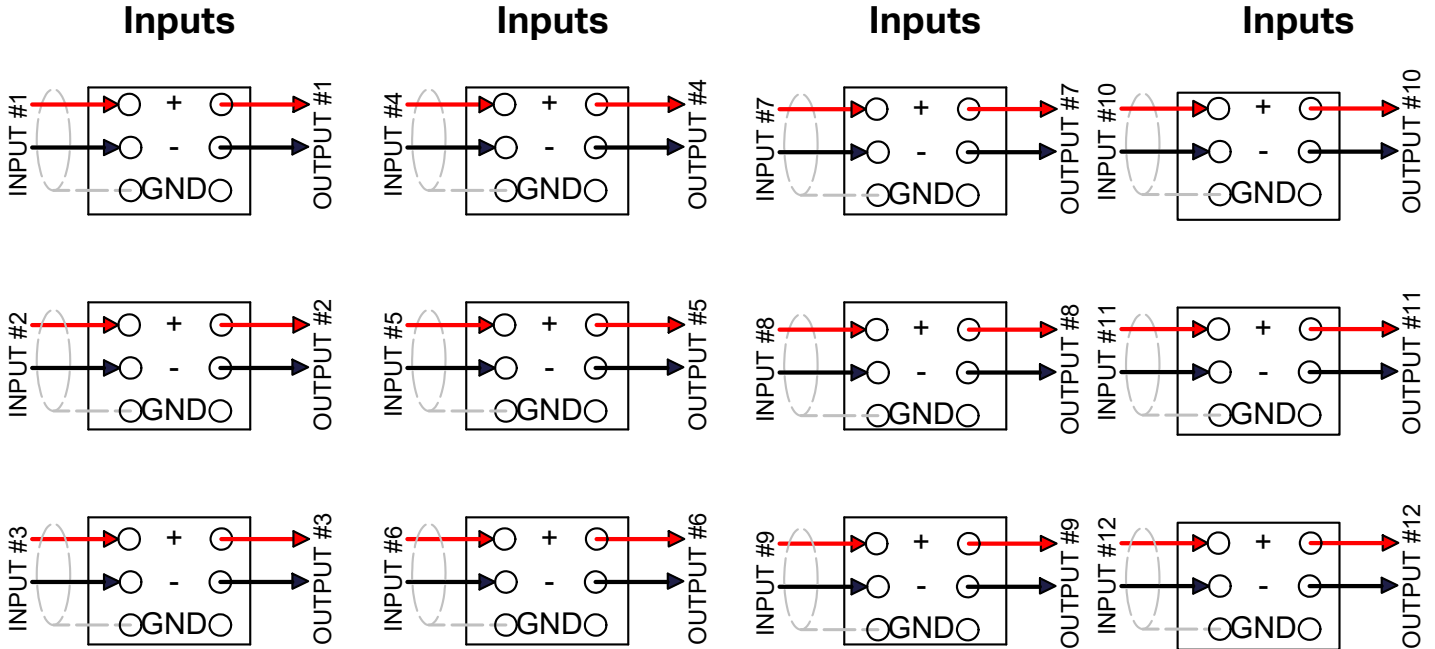 Inputs
Inputs
Inputs
Inputs
INPUT #1
+
-
GND
OUTPUT #1
INPUT #4
+
-
GND
OUTPUT #4
INPUT #7
+
-
GND
OUTPUT #7
INPUT #10
+
-
GND
OUTPUT #10
INPUT #2
+
-
GND
OUTPUT #2
INPUT #5
+
-
GND
OUTPUT #5
INPUT #8
+
-
GND
OUTPUT #8
INPUT #11
+
-
GND
OUTPUT #11
INPUT #3
+
-
GND
OUTPUT #3
INPUT #6
+
-
GND
OUTPUT #6
INPUT #9
+
-
GND
OUTPUT #9
INPUT #12
+
-
GND
OUTPUT #12